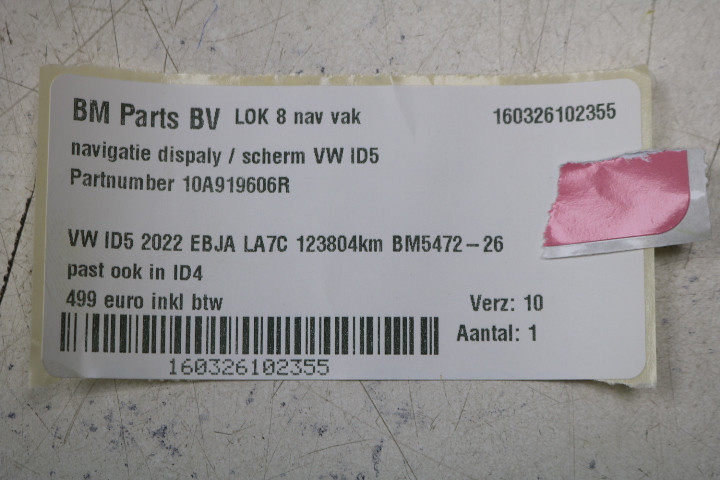 BM Parts BV LOK 8 nav vak 160326102355
navigatie dispaly / scherm VW ID5
Partnumber 10A919606R
VW ID5 2022 EBJA LA7C 123804km BM5472-26
past ook in ID4
499 euro inkl btw Verz: 10
Aantal: 1
160326102355